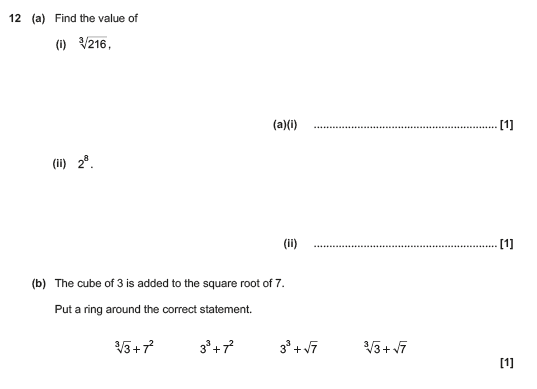 12 (a) Find the value of
(i) ∛216,
(a)(i) ............................................................ [1]
(ii) 2⁸.
(ii) ............................................................ [1]
(b) The cube of 3 is added to the square root of 7.
Put a ring around the correct statement.
∛3 + 7² 3³ + 7² 3³ + √7 ∛3 + √7
[1]